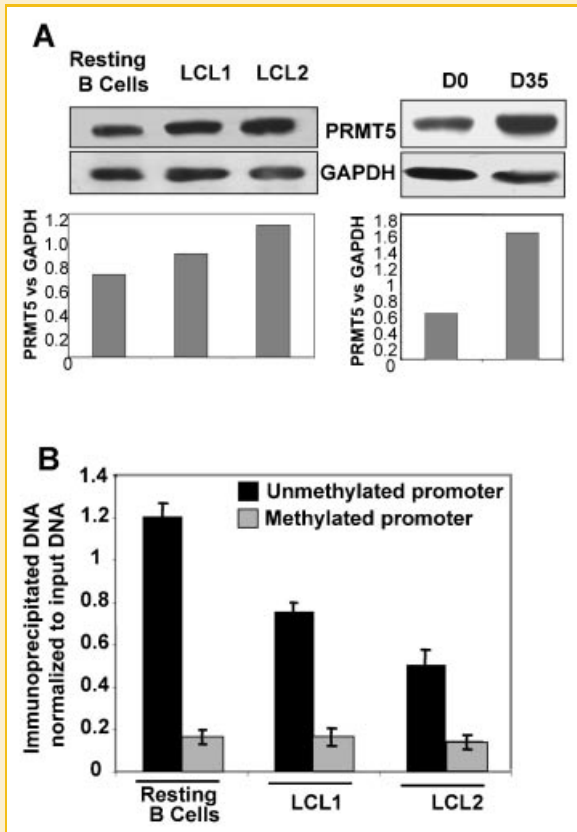 A
Resting
B Cells
LCL1
LCL2
D0
D35
PRMT5
GAPDH
PRMT5 vs GAPDH
1.2
1.0
0.8
0.6
0.4
0.2
0
PRMT5 vs GAPDH
1.8
1.6
1.4
1.2
1
0.8
0.6
0.4
0.2
0
B
Immunoprecipitated DNA
normalized to input DNA
1.4
1.2
1
0.8
0.6
0.4
0.2
0
Unmethylated promoter
Methylated promoter
Resting
B Cells
LCL1
LCL2